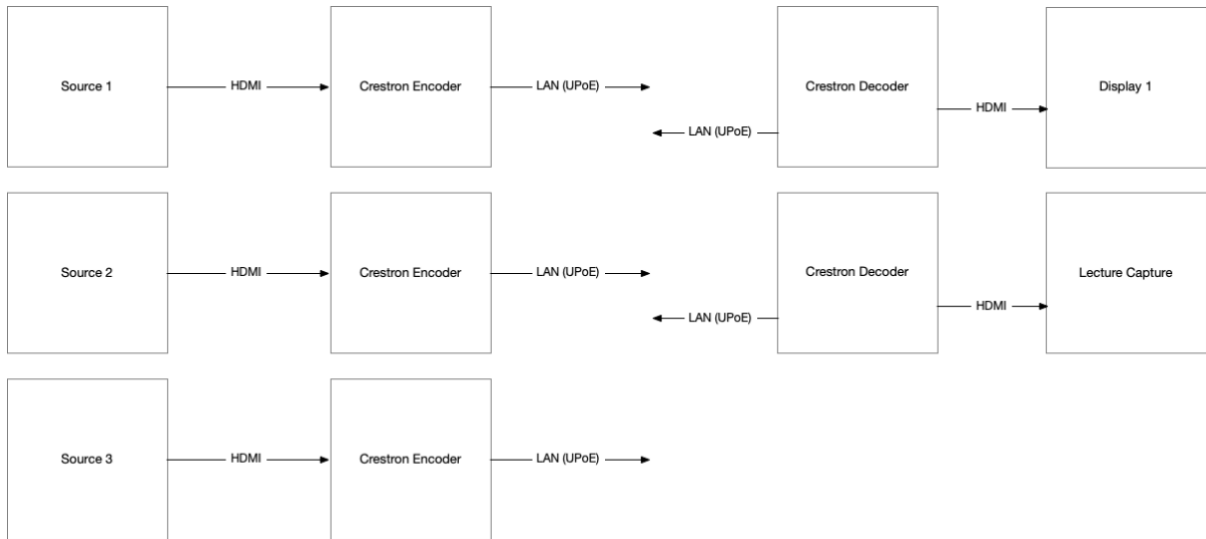 Source 1
HDMI
Crestron Encoder
LAN (UPoE)
Crestron Decoder
HDMI
Display 1
LAN (UPoE)
Source 2
HDMI
Crestron Encoder
LAN (UPoE)
Crestron Decoder
HDMI
Lecture Capture
LAN (UPoE)
Source 3
HDMI
Crestron Encoder
LAN (UPoE)